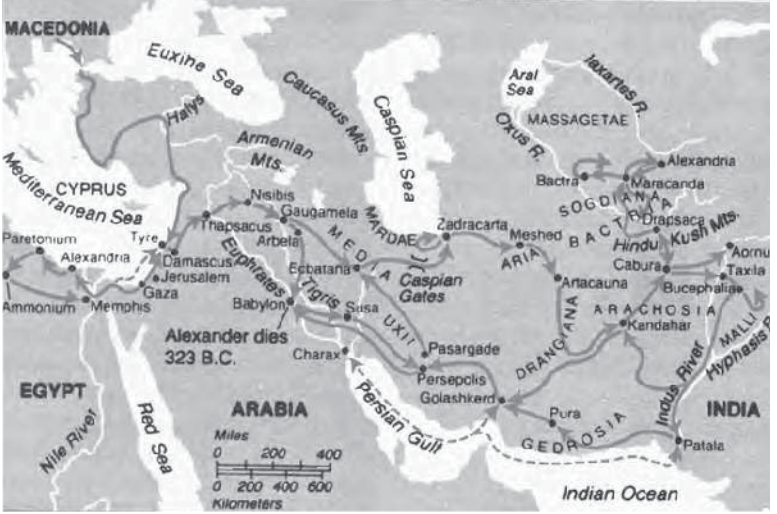 MACEDONIA
Euxihe Sea
Halys
Caucasus Mts.
Armenian
Mts.
Caspian Sea
Aral
Sea
Iaxartes R.
Oxus R.
MASSAGETAE
Alexandria
Bactra
Maracanda
SOGDIANA
BACTRIA
Drapsaca
Hindu Kush Mts.
Mediterranean Sea
CYPRUS
Nisibis
Thapsacus
Gaugamela
Arbela
MEDIA
MARDAE
Zadracarta
Meshed
ARIA
Caspian
Gates
Cabura
Aornu
Taxila
Bucephelia
Paretonium
Tyre
Damascus
Alexandria
Jerusalem
Gaza
Ammonium
Memphis
Euphrates
Ecbatana
Tigris
Babylon
Susa
UXII
Artacauna
ARACHOSIA
Kandahar
DRANGIANA
MALLI
Hyphasis R
Alexander dies
323 B.C.
Charax
Pasargade
Persepolis
Golashkerd
Pura
GEDROSIA
Indus River
INDIA
Patala
EGYPT
Nile River
Red Sea
ARABIA
Persian Gulf
Miles
0 200 400
0 200 400 600
Kilometers
Indian Ocean